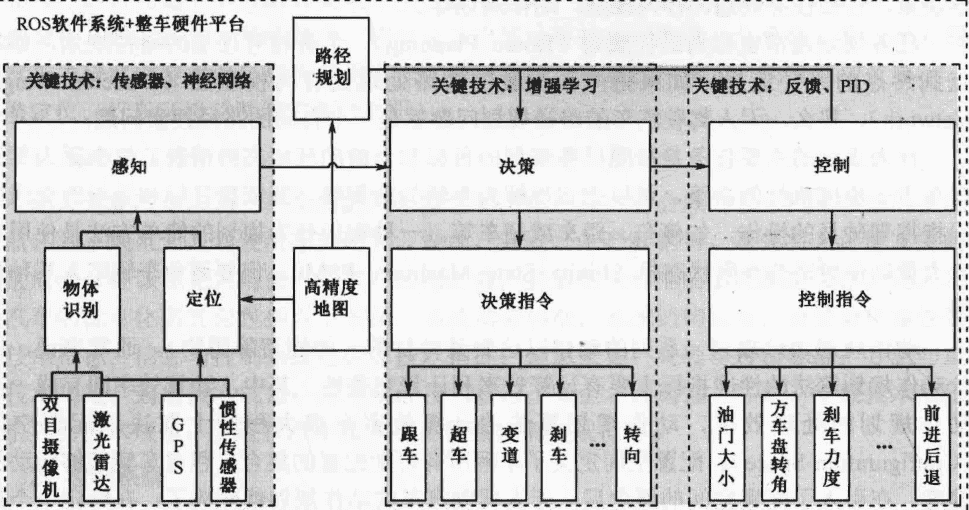 ROS软件系统+整车硬件平台
路径
规划
关键技术：传感器、神经网络
关键技术：增强学习
关键技术：反馈、PID
感知
决策
控制
物体
识别
定位
高精度
地图
决策指令
控制指令
双目摄像机
激光雷达
GPS
惯性传感器
跟车
超车
变道
刹车
转向
油门大小
方车盘转角
刹车力度
…
前进后退